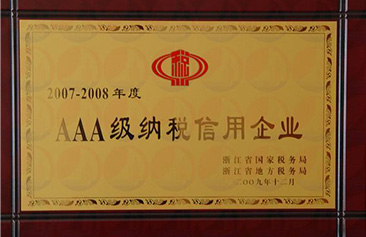 税
2007-2008年度
AAA级纳税信用企业
浙江省国家税务局
浙江省地方税务局
二〇〇九年十二月